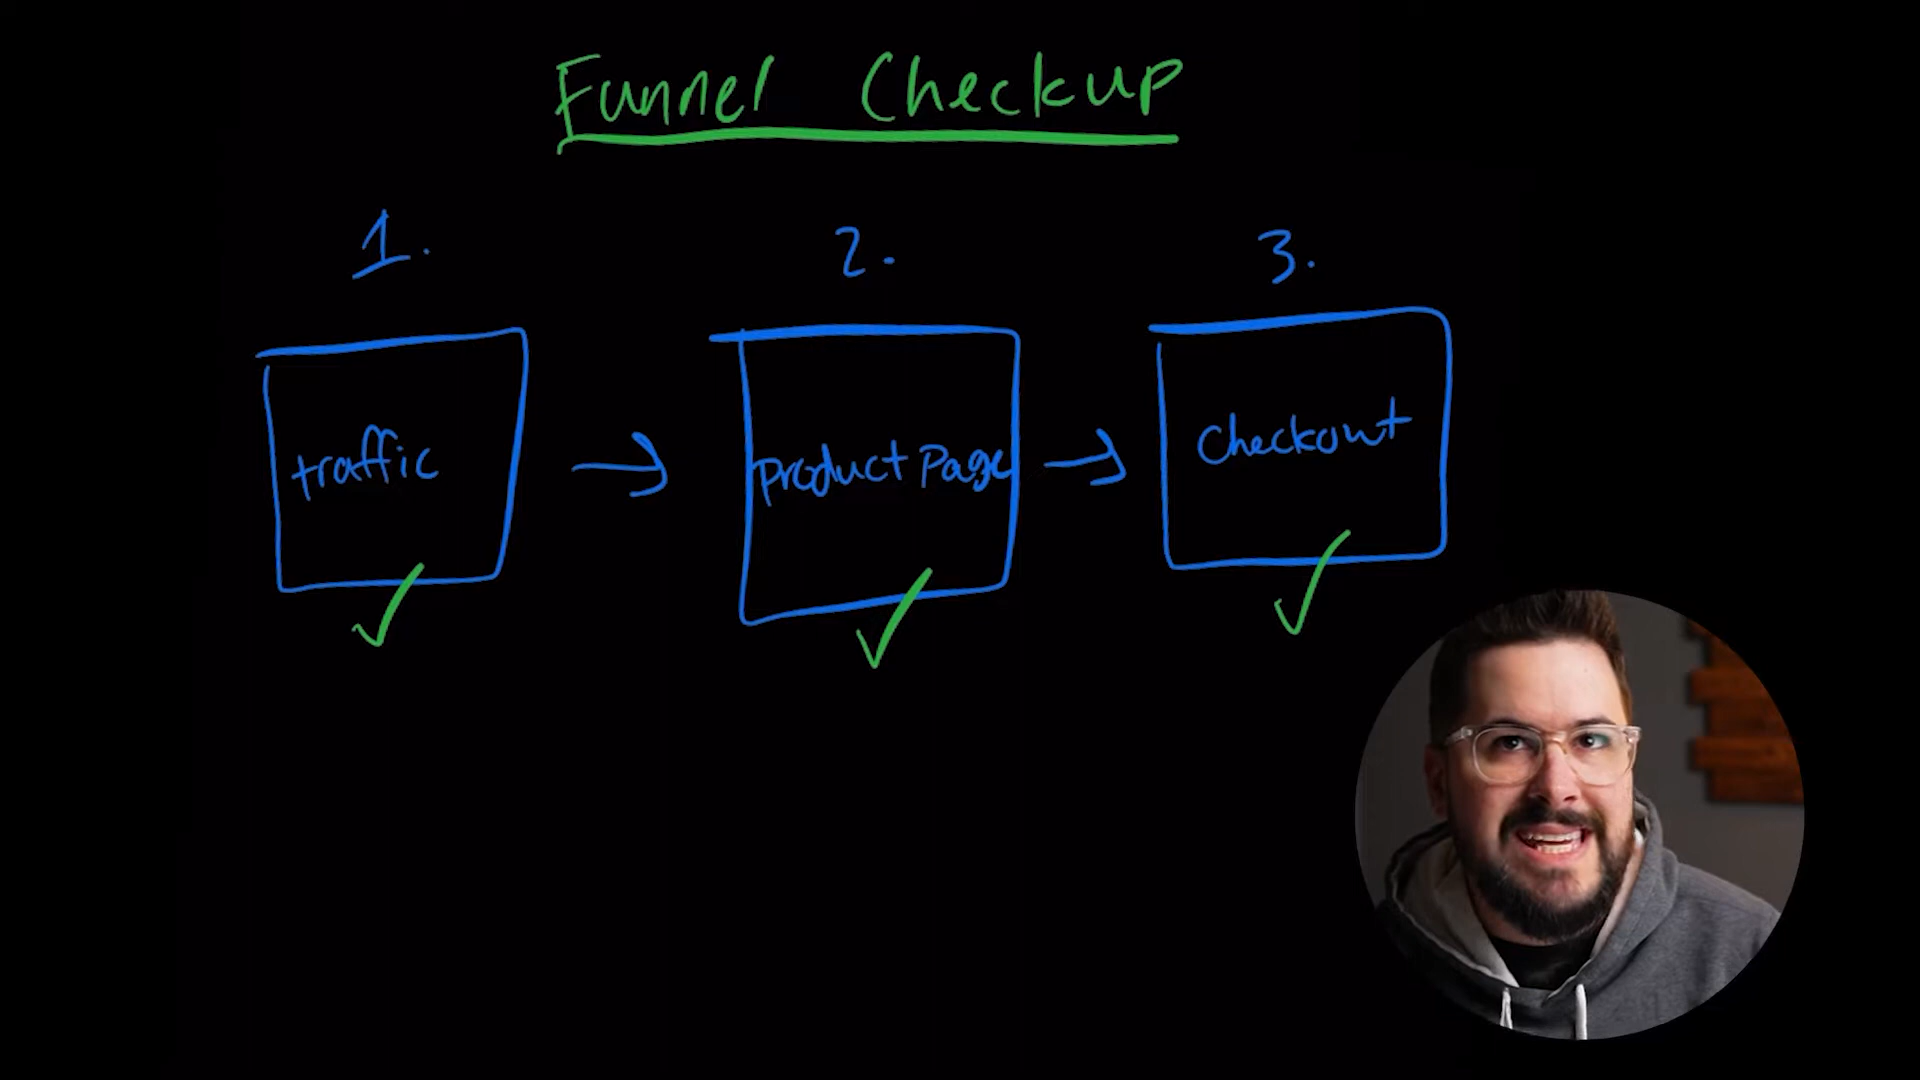 Funnel Checkup
1.
2.
3.
traffic
product Page
Checkout